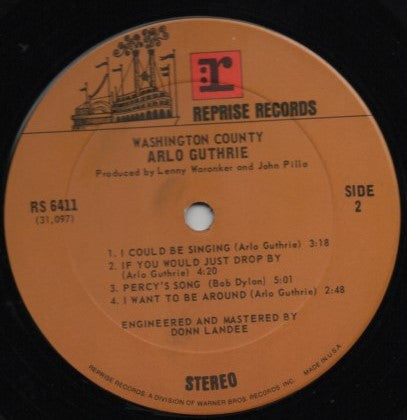 :r
REPRISE RECORDS
WASHINGTON COUNTY
ARLO GUTHRIE
Produced by Lenny Waronker and John Pilla
RS 6411
(31,097)
SIDE
2
1. I COULD BE SINGING (Arlo Guthrie) 3:18
2. IF YOU WOULD JUST DROP BY
(Arlo Guthrie) 4:20
3. PERCY'S SONG (Bob Dylan) 5:01
4. I WANT TO BE AROUND (Arlo Guthrie) 2:48
ENGINEERED AND MASTERED BY
DONN LANDEE
STEREO
REPRISE RECORDS, A DIVISION OF WARNER BROS. RECORDS INC. MADE IN U.S.A.